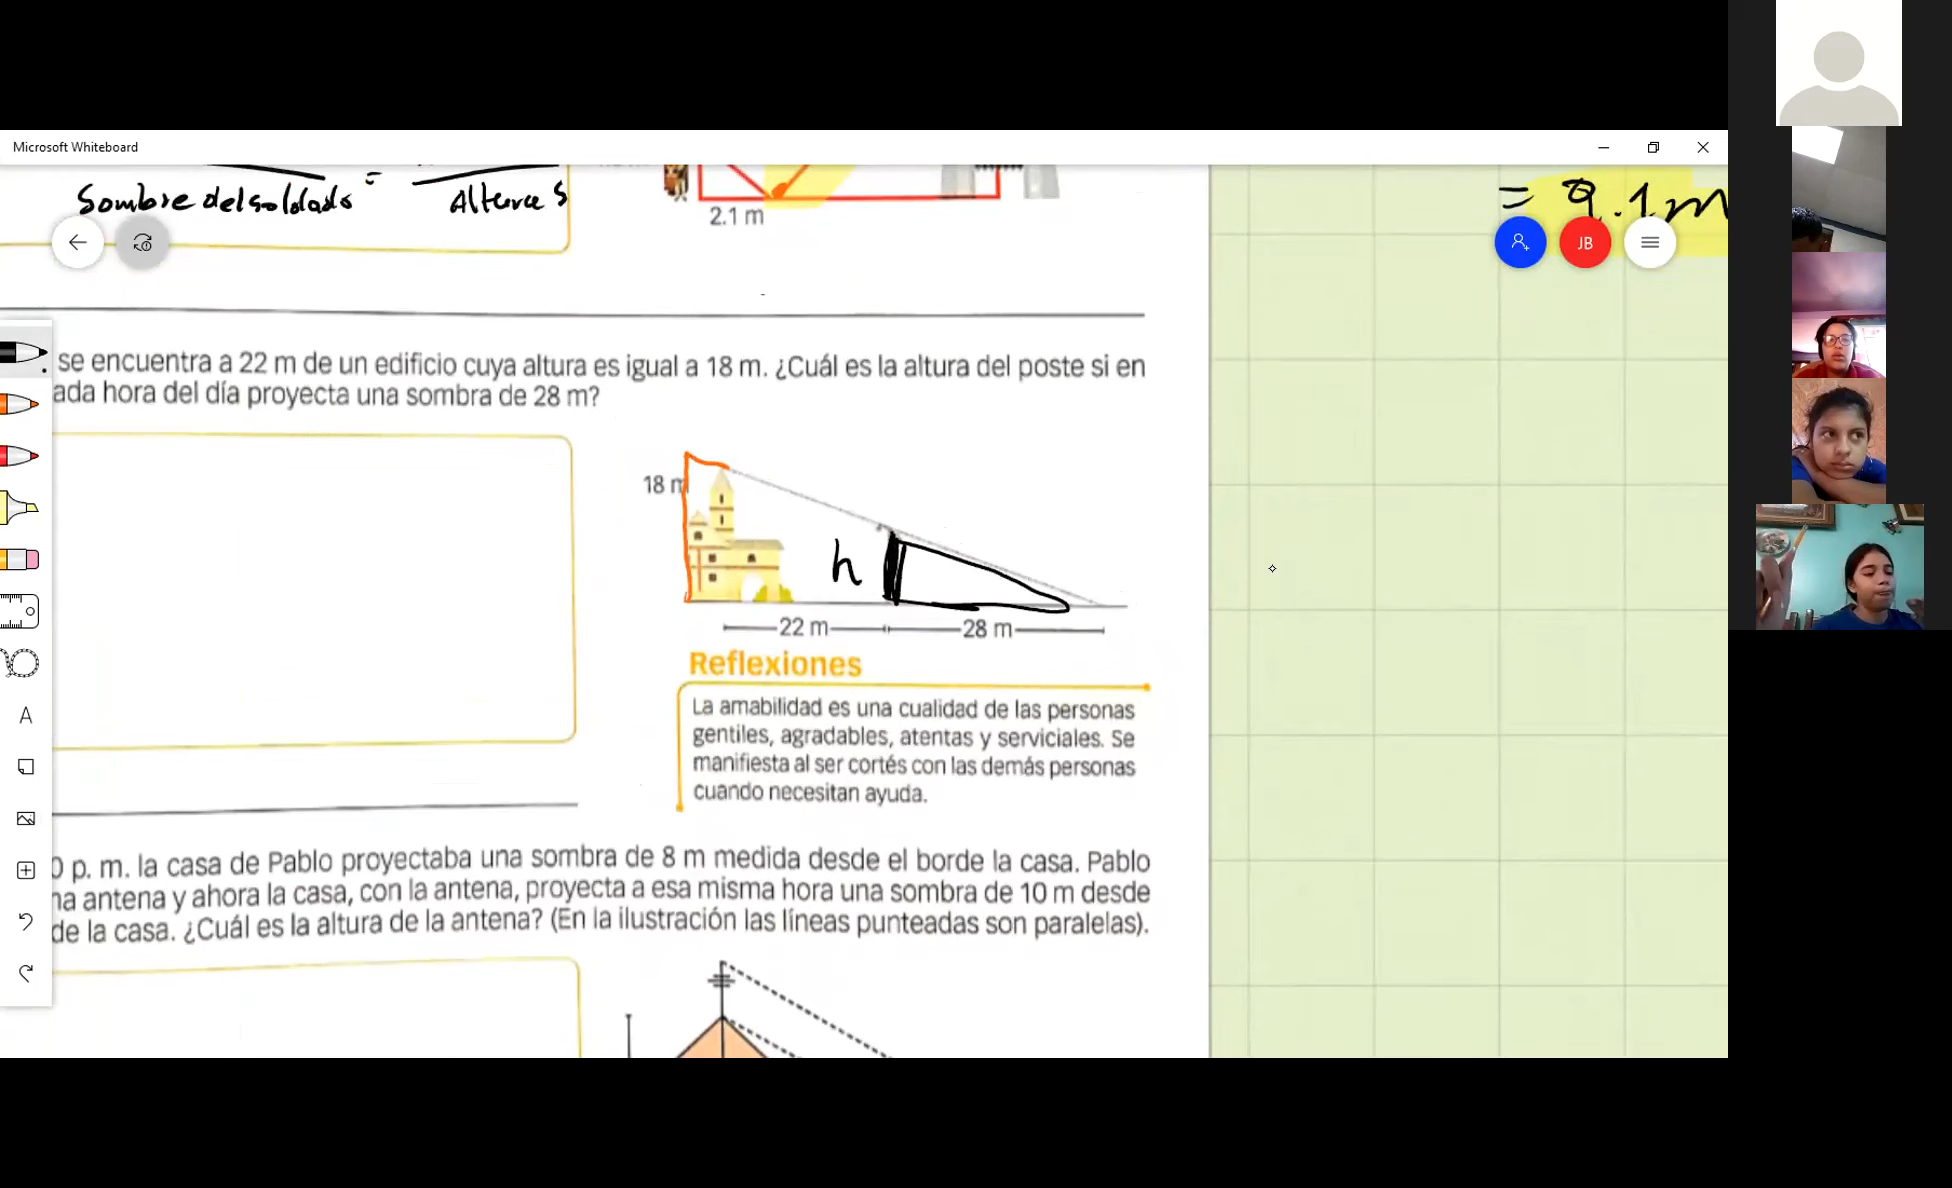 Microsoft Whiteboard
Sombre del soldado = Alterca S
2.1 m
= 9.1m
JB
se encuentra a 22 m de un edificio cuya altura es igual a 18 m. ¿Cuál es la altura del poste si en
ada hora del día proyecta una sombra de 28 m?
18 m
h
22 m
28 m
Reflexiones
La amabilidad es una cualidad de las personas
gentiles, agradables, atentas y serviciales. Se
manifiesta al ser cortés con las demás personas
cuando necesitan ayuda.
0 p. m. la casa de Pablo proyectaba una sombra de 8 m medida desde el borde la casa. Pablo
na antena y ahora la casa, con la antena, proyecta a esa misma hora una sombra de 10 m desde
de la casa. ¿Cuál es la altura de la antena? (En la ilustración las líneas punteadas son paralelas).